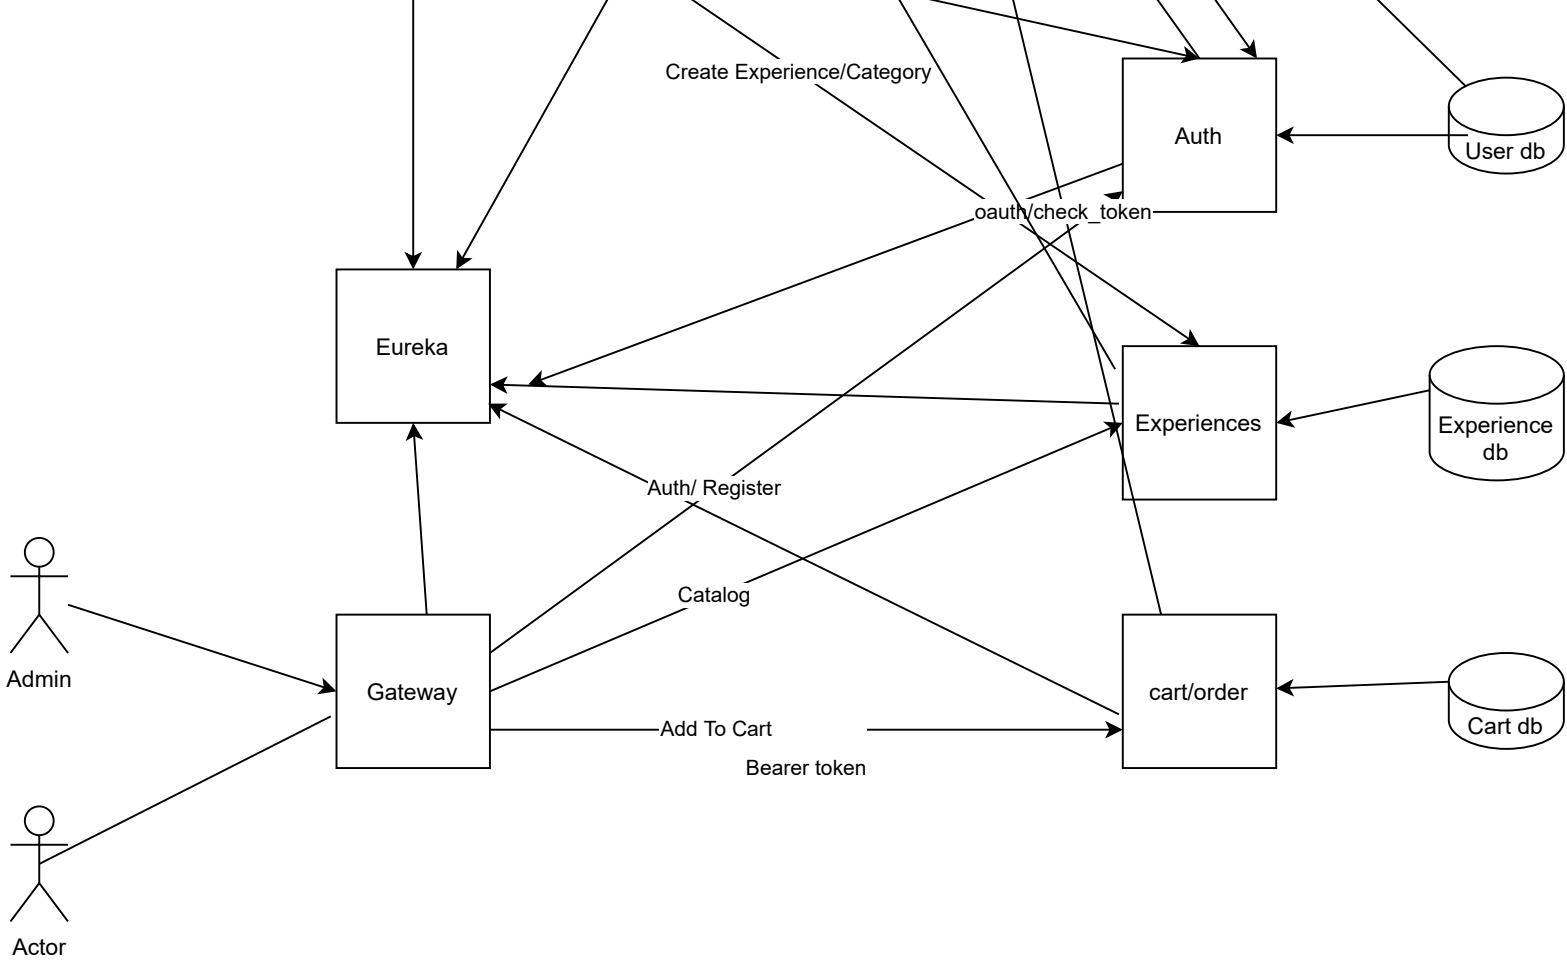 Create Experience/Category
Auth
User db
oauth/check_token
Eureka
Experiences
Experience
db
Auth/ Register
Catalog
Admin
Gateway
cart/order
Add To Cart
Cart db
Bearer token
Actor